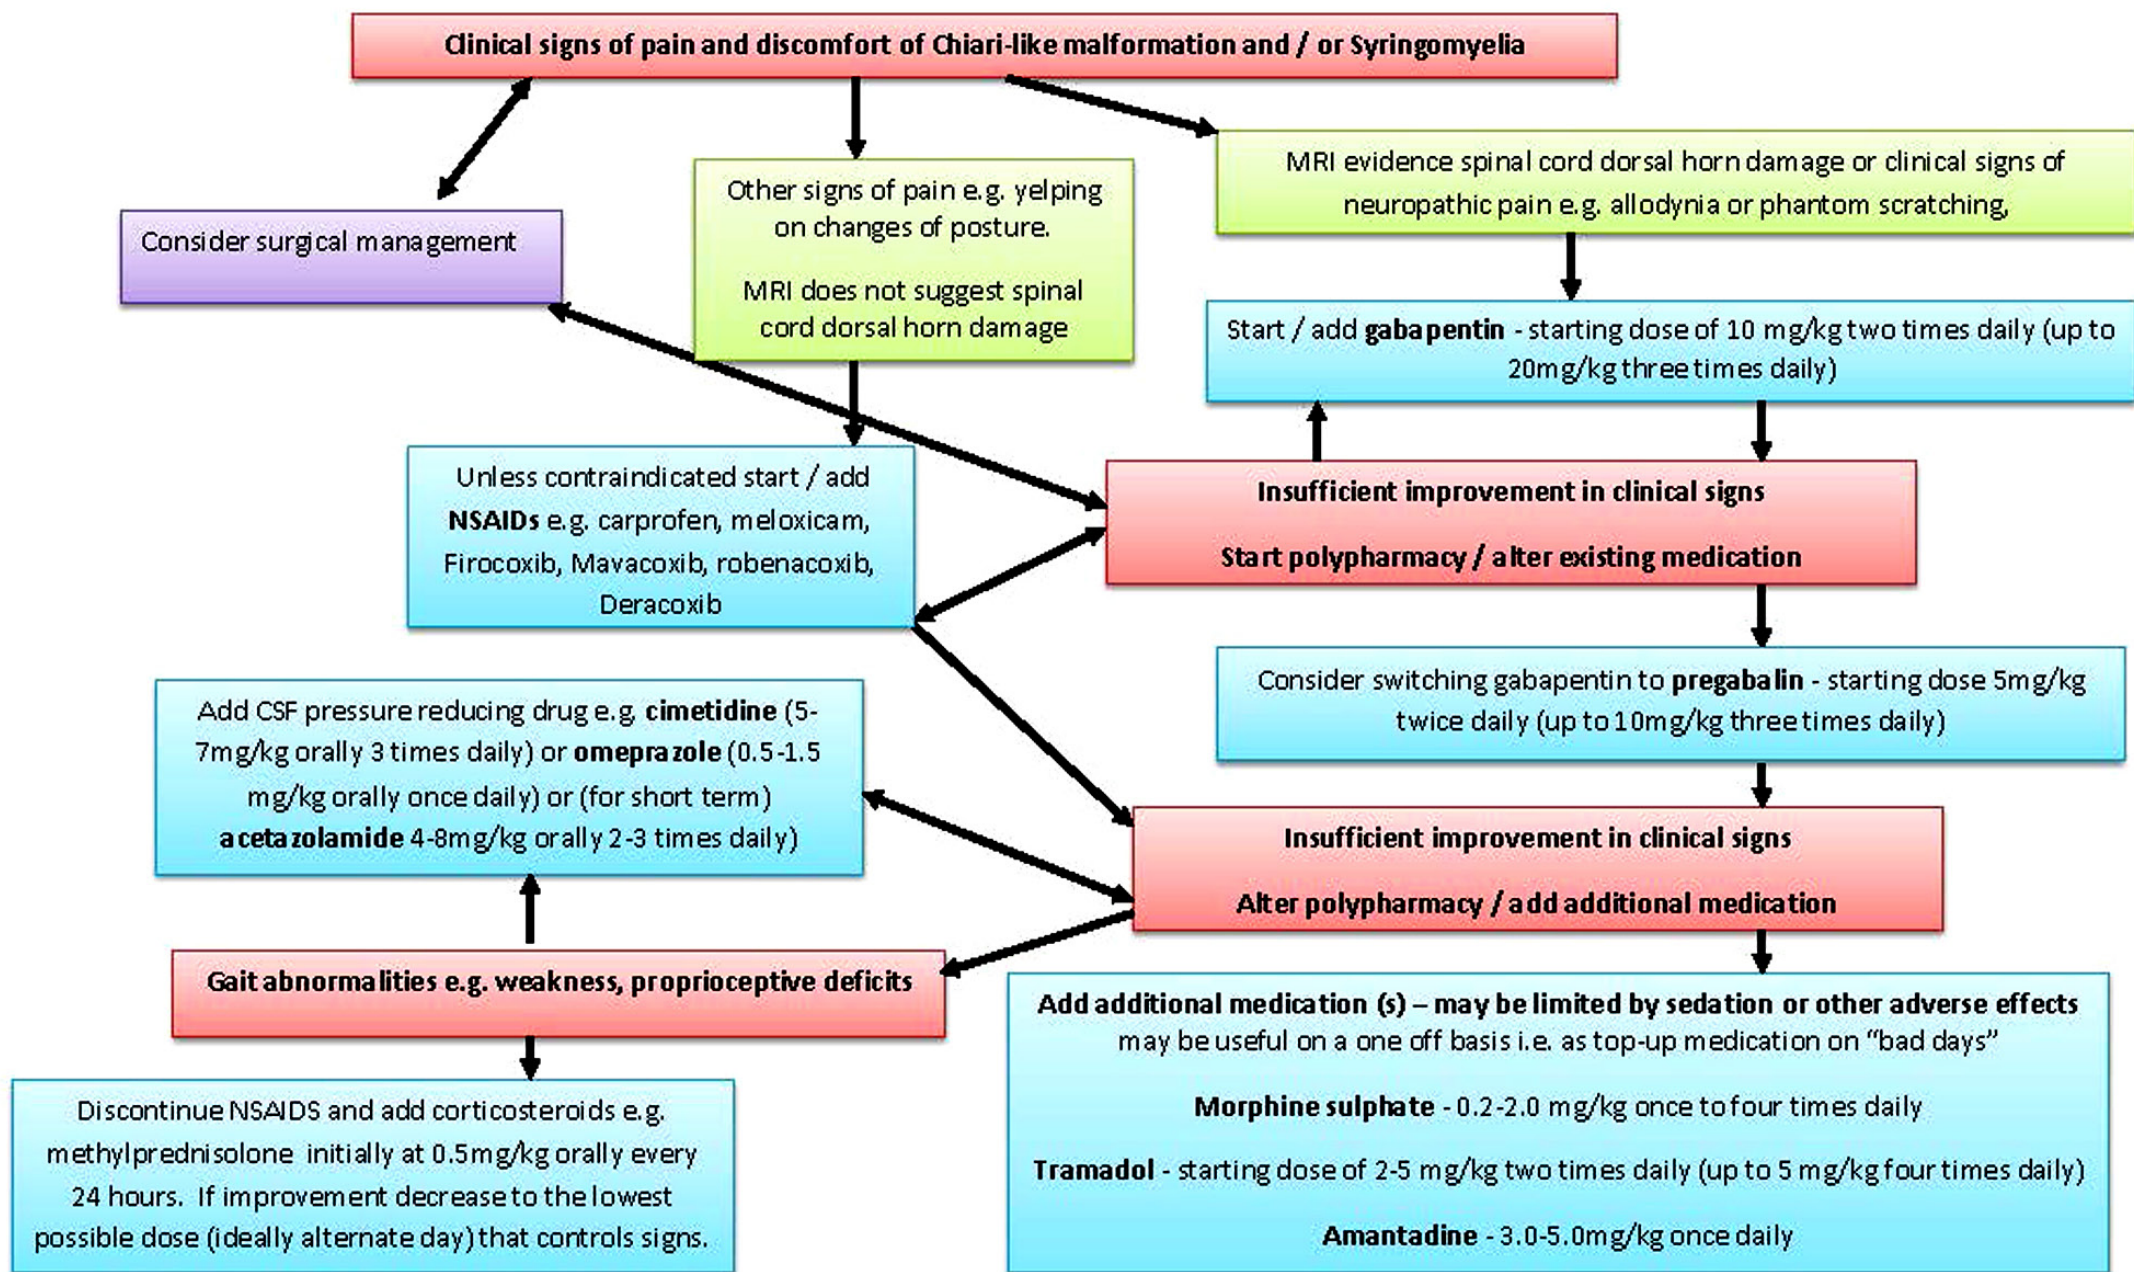 Clinical signs of pain and discomfort of Chiari-like malformation and / or Syringomyelia
Consider surgical management
Other signs of pain e.g. yelping
on changes of posture.
MRI does not suggest spinal
cord dorsal horn damage
MRI evidence spinal cord dorsal horn damage or clinical signs of
neuropathic pain e.g. allodynia or phantom scratching,
Start / add gabapentin - starting dose of 10 mg/kg two times daily (up to
20mg/kg three times daily)
Unless contraindicated start / add
NSAIDs e.g. carprofen, meloxicam,
Firocoxib, Mavacoxib, robenacoxib,
Deracoxib
Insufficient improvement in clinical signs
Start polypharmacy / alter existing medication
Consider switching gabapentin to pregabalin - starting dose 5mg/kg
twice daily (up to 10mg/kg three times daily)
Add CSF pressure reducing drug e.g. cimetidine (5-
7mg/kg orally 3 times daily) or omeprazole (0.5-1.5
mg/kg orally once daily) or (for short term)
acetazolamide 4-8mg/kg orally 2-3 times daily)
Insufficient improvement in clinical signs
Alter polypharmacy / add additional medication
Gait abnormalities e.g. weakness, proprioceptive deficits
Discontinue NSAIDS and add corticosteroids e.g.
methylprednisolone initially at 0.5mg/kg orally every
24 hours. If improvement decrease to the lowest
possible dose (ideally alternate day) that controls signs.
Add additional medication (s) – may be limited by sedation or other adverse effects
may be useful on a one off basis i.e. as top-up medication on “bad days”
Morphine sulphate - 0.2-2.0 mg/kg once to four times daily
Tramadol - starting dose of 2-5 mg/kg two times daily (up to 5 mg/kg four times daily)
Amantadine - 3.0-5.0mg/kg once daily